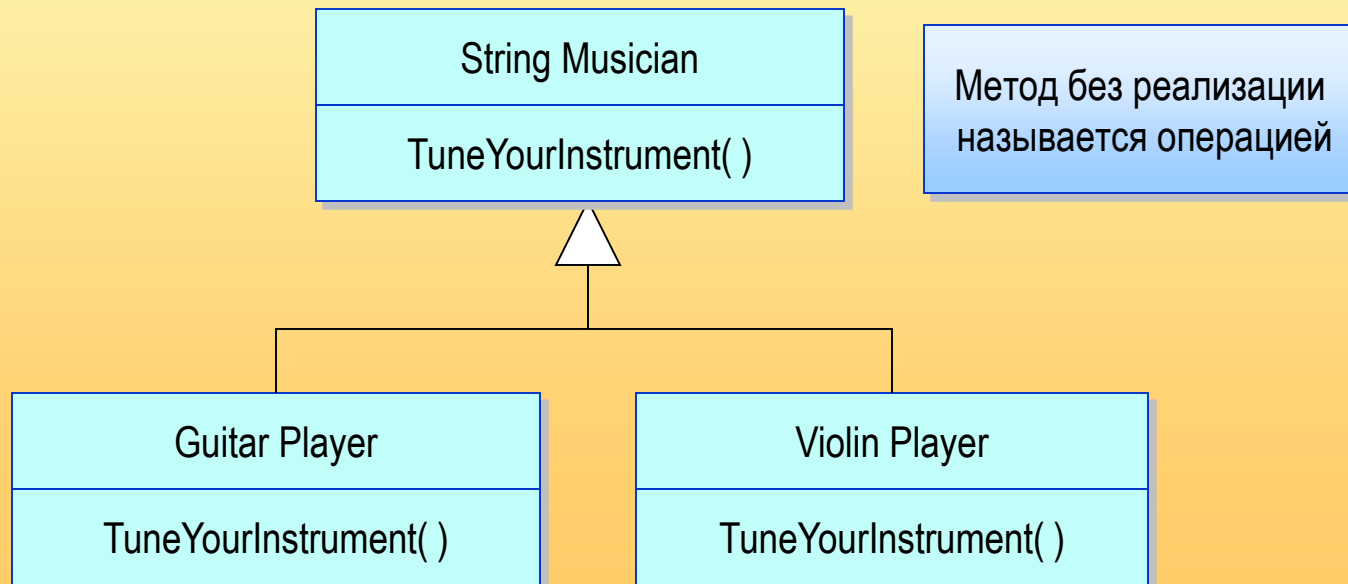 String Musician
TuneYourInstrument( )
Метод без реализации
называется операцией
Guitar Player
TuneYourInstrument( )
Violin Player
TuneYourInstrument( )